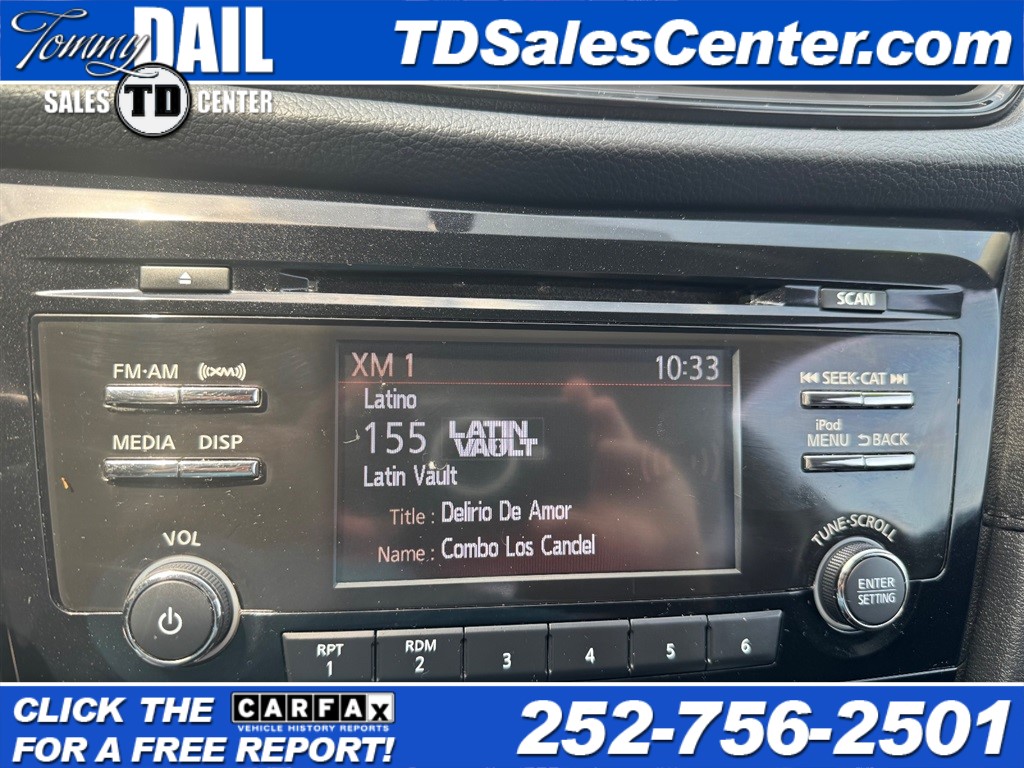 Tommy DAIL
SALES TD CENTER
TDSalesCenter.com
SCAN
FM·AM ((XM))
MEDIA DISP
VOL
XM 1 10:33
Latino
155 LATIN VAULT
Latin Vault
Title : Delirio De Amor
Name : Combo Los Candel
SEEK·CAT
iPod
MENU BACK
TUNE·SCROLL
ENTER
SETTING
RPT 1
RDM 2
3
4
5
6
CLICK THE CARFAX
VEHICLE HISTORY REPORTS
FOR A FREE REPORT!
252-756-2501